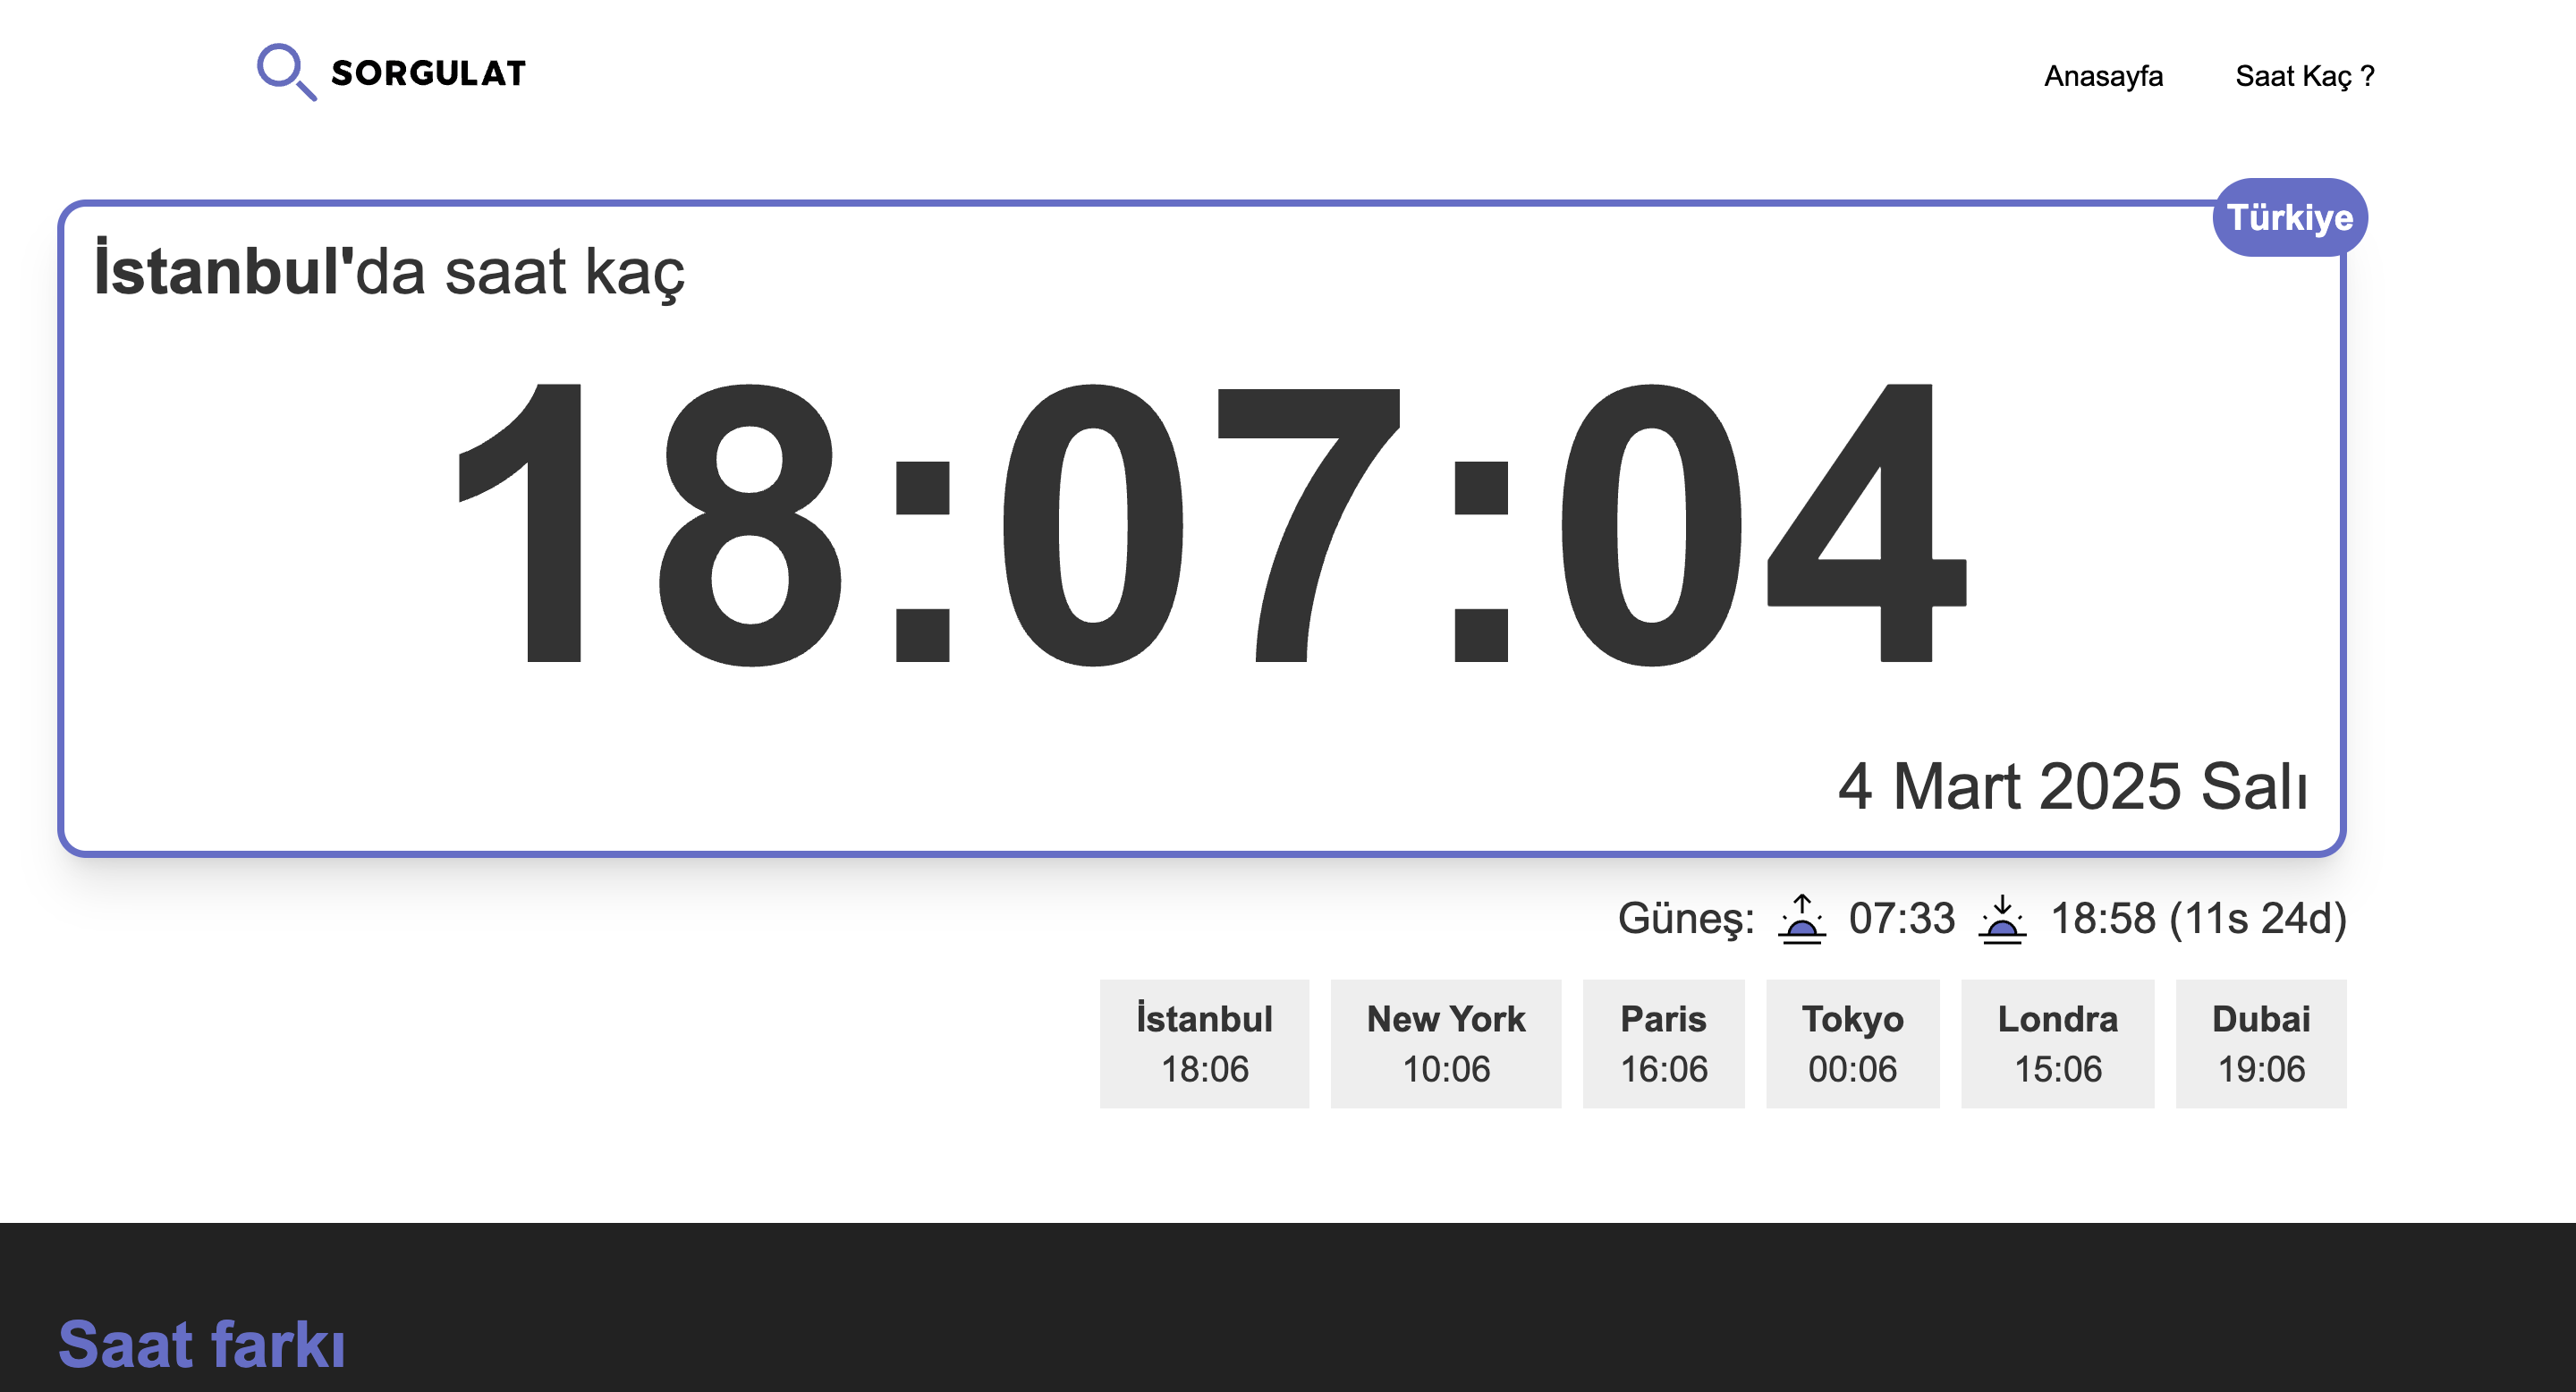 SORGULAT
Anasayfa Saat Kaç ?
Türkiye
İstanbul'da saat kaç
18:07:04
4 Mart 2025 Salı
Güneş: 07:33 18:58 (11s 24d)
İstanbul New York Paris Tokyo Londra Dubai
18:06 10:06 16:06 00:06 15:06 19:06
Saat farkı